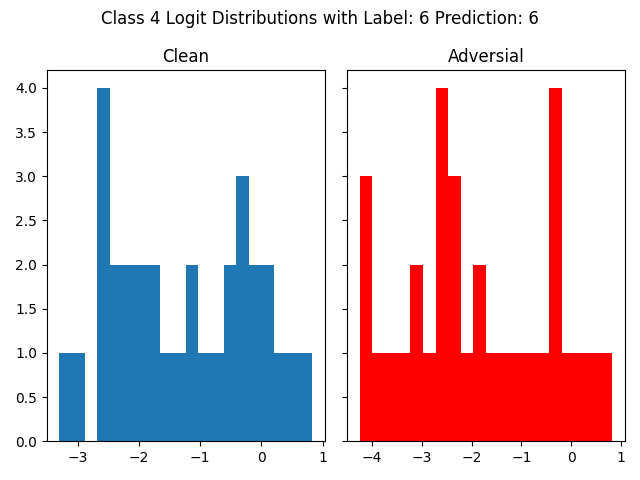 Class 4 Logit Distributions with Label: 6 Prediction: 6
Clean
Adversial
4.0
3.5
3.0
2.5
2.0
1.5
1.0
0.5
0.0
−3 −2 −1 0 1
−4 −3 −2 −1 0 1